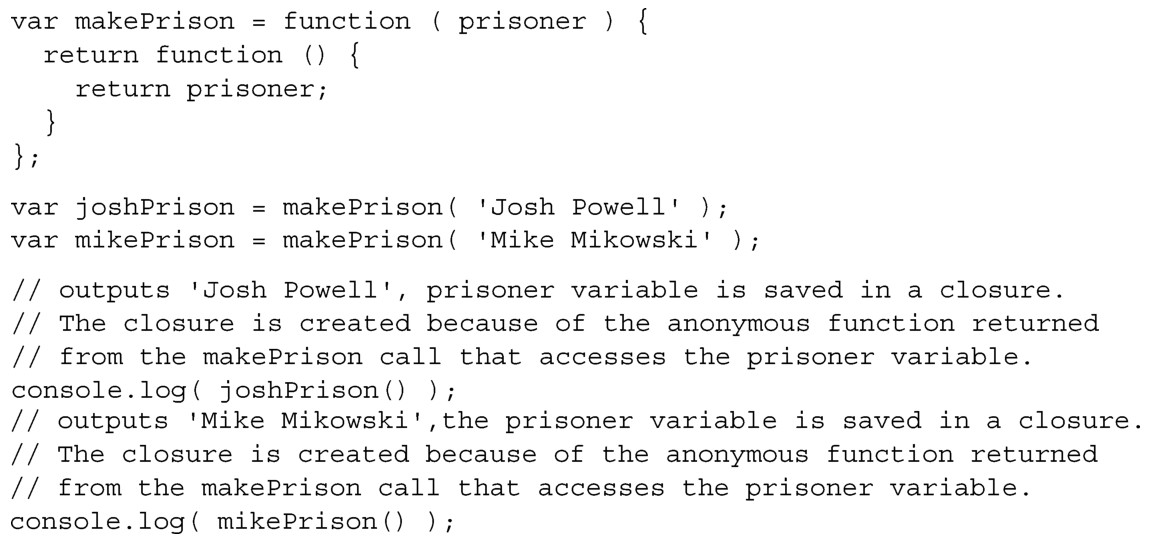 var makePrison = function ( prisoner ) {
  return function () {
    return prisoner;
  }
};
var joshPrison = makePrison( 'Josh Powell' );
var mikePrison = makePrison( 'Mike Mikowski' );
// outputs 'Josh Powell', prisoner variable is saved in a closure.
// The closure is created because of the anonymous function returned
// from the makePrison call that accesses the prisoner variable.
console.log( joshPrison() );
// outputs 'Mike Mikowski',the prisoner variable is saved in a closure.
// The closure is created because of the anonymous function returned
// from the makePrison call that accesses the prisoner variable.
console.log( mikePrison() );